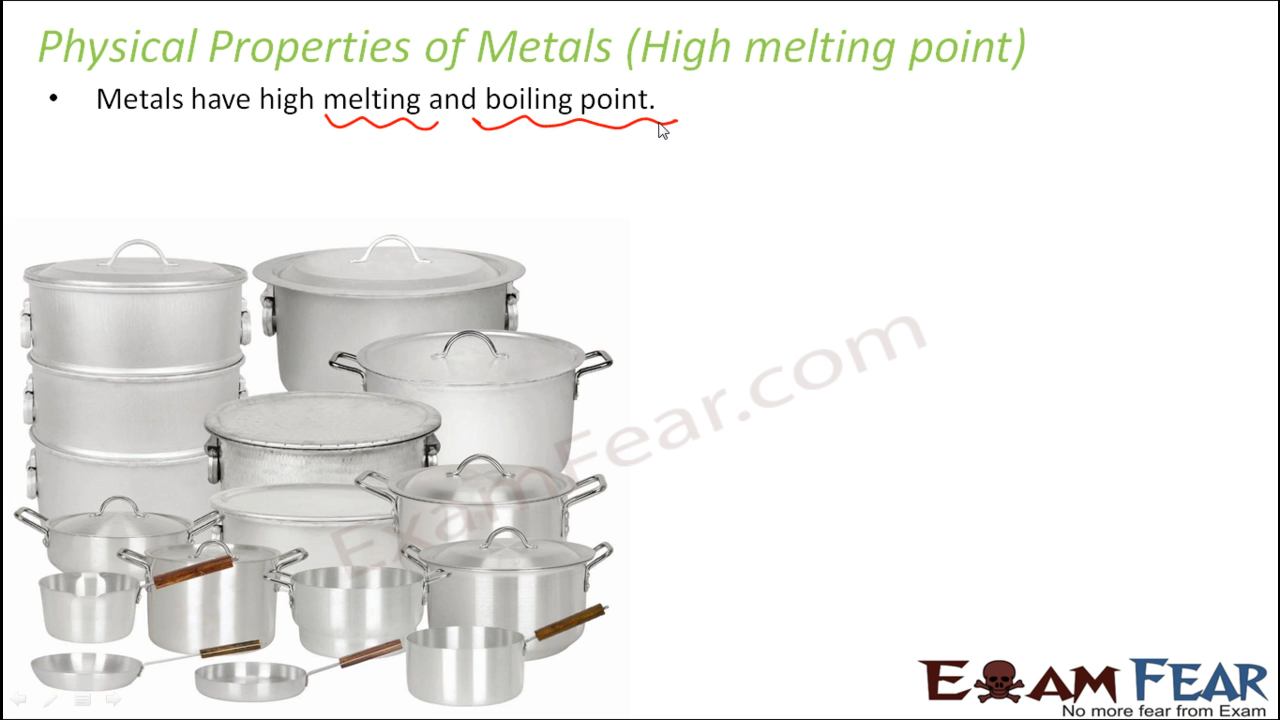 Physical Properties of Metals (High melting point)
• Metals have high melting and boiling point.
ExamFear.com
EXAM FEAR
No more fear from Exam